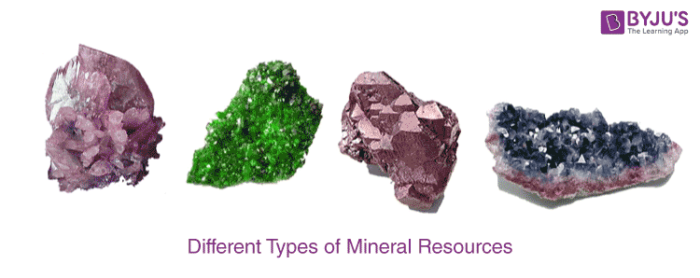 BYJU'S
The Learning App
Different Types of Mineral Resources